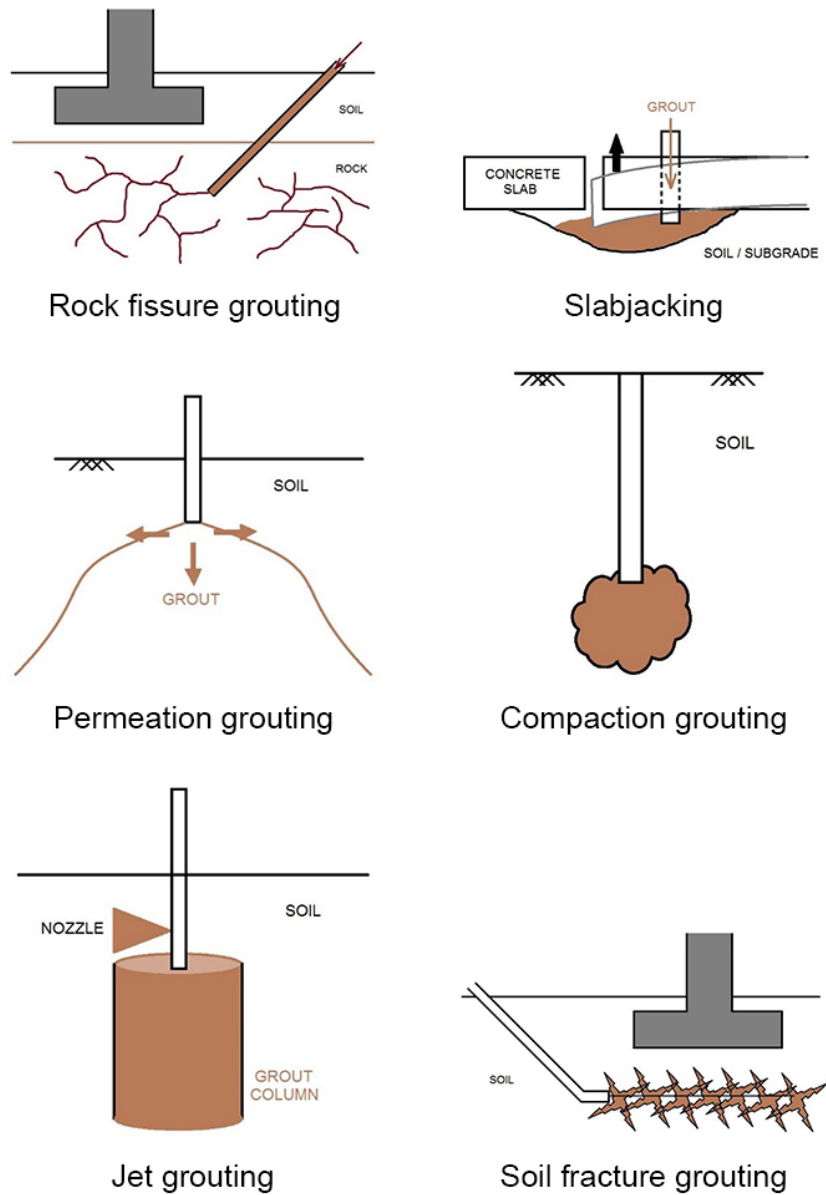 SOIL
ROCK
Rock fissure grouting
GROUT
CONCRETE
SLAB
SOIL / SUBGRADE
Slabjacking
SOIL
GROUT
Permeation grouting
SOIL
Compaction grouting
NOZZLE
SOIL
GROUT
COLUMN
Jet grouting
SOIL
Soil fracture grouting